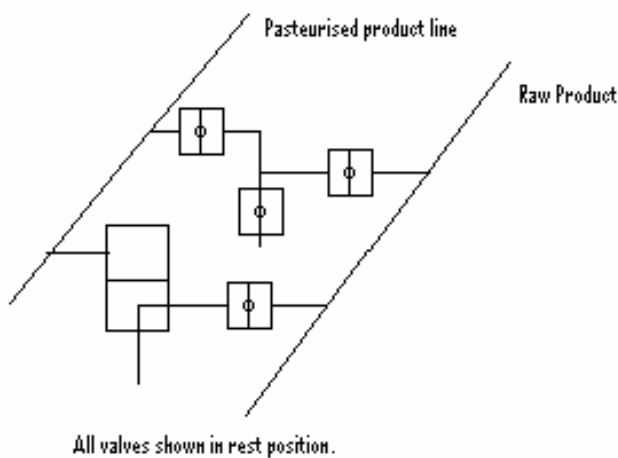 Pasteurised product line
Raw Product
All valves shown in rest position.